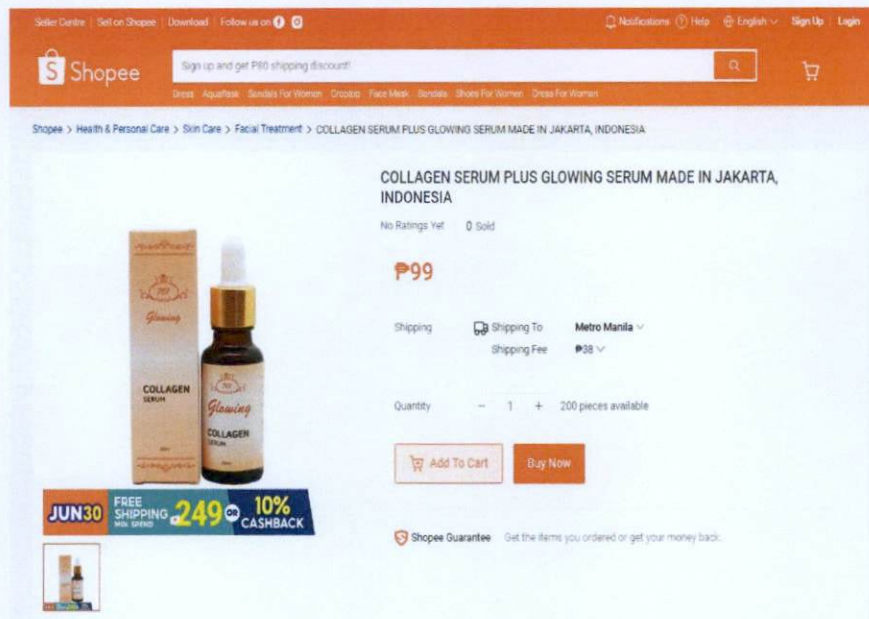 Seller Centre | Sell on Shopee | Download | Follow us on
Notifications Help English Sign Up | Login
Shopee
Sign up and get P80 shipping discount!
Dress Aquaflask Sandals For Women Croptop Face Mask Sandals Shoes For Women Dress For Woman
Shopee > Health & Personal Care > Skin Care > Facial Treatment > COLLAGEN SERUM PLUS GLOWING SERUM MADE IN JAKARTA, INDONESIA
COLLAGEN SERUM PLUS GLOWING SERUM MADE IN JAKARTA,
INDONESIA
No Ratings Yet 0 Sold
₱99
Shipping Shipping To Metro Manila
Shipping Fee ₱38
Quantity - 1 + 200 pieces available
Add To Cart Buy Now
Shopee Guarantee Get the items you ordered or get your money back.
Glowing
COLLAGEN
SERUM
Glowing
COLLAGEN
SERUM
JUN30 FREE SHIPPING MIN. SPEND ₱249 OR 10% CASHBACK